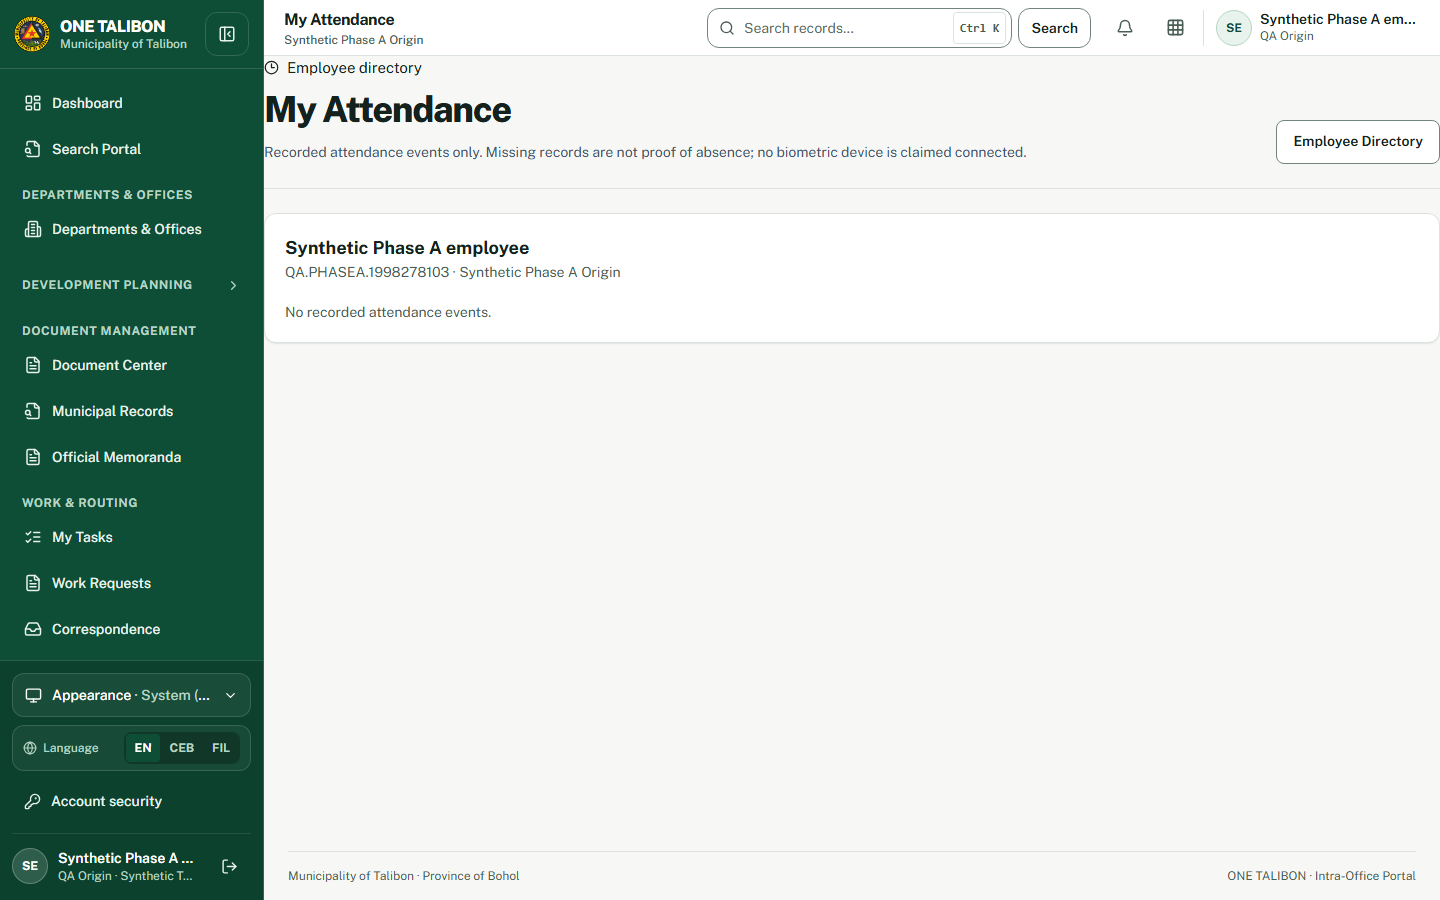 ONE TALIBON
Municipality of Talibon
My Attendance
Synthetic Phase A Origin
Search records...
Ctrl K
Search
SE
Synthetic Phase A em...
QA Origin
Dashboard
Search Portal
DEPARTMENTS & OFFICES
Departments & Offices
DEVELOPMENT PLANNING
DOCUMENT MANAGEMENT
Document Center
Municipal Records
Official Memoranda
WORK & ROUTING
My Tasks
Work Requests
Correspondence
Appearance · System (...
Language
EN CEB FIL
Account security
SE
Synthetic Phase A ...
QA Origin · Synthetic T...
Employee directory
My Attendance
Recorded attendance events only. Missing records are not proof of absence; no biometric device is claimed connected.
Employee Directory
Synthetic Phase A employee
QA.PHASEA.1998278103 · Synthetic Phase A Origin
No recorded attendance events.
Municipality of Talibon · Province of Bohol
ONE TALIBON · Intra-Office Portal